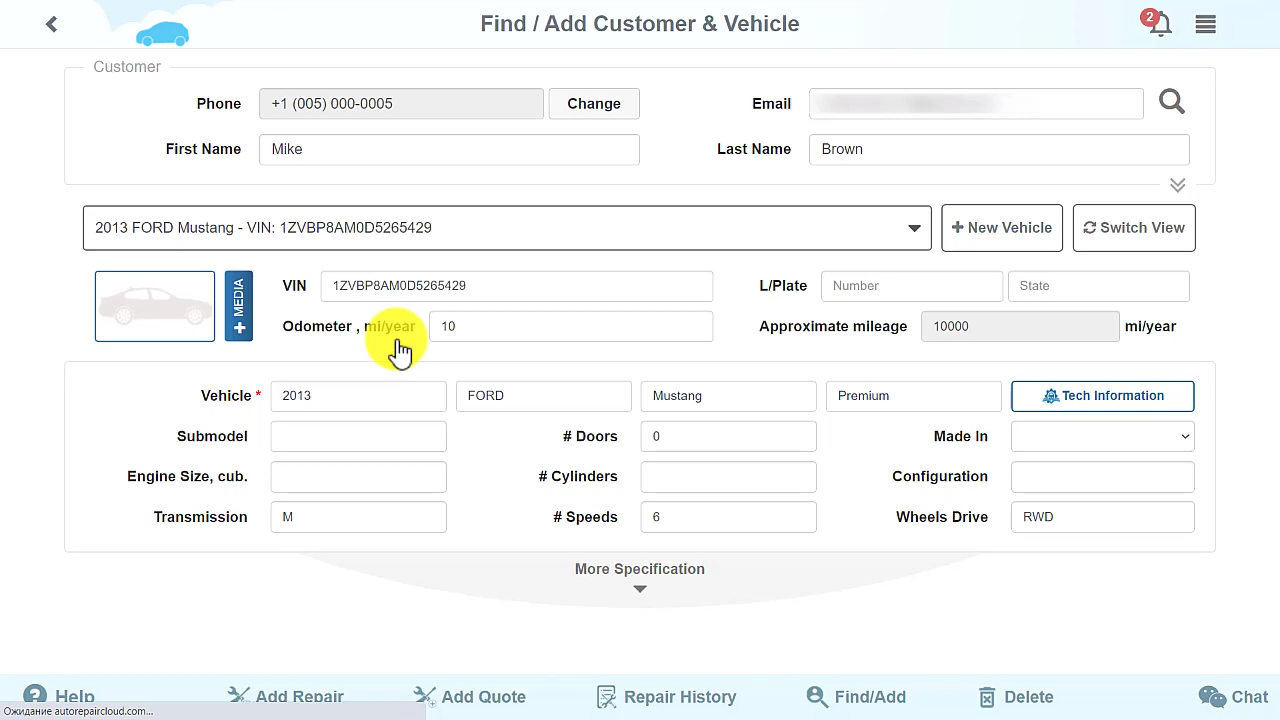 Find / Add Customer & Vehicle
2
Customer
Phone +1 (005) 000-0005 Change Email
First Name Mike Last Name Brown
2013 FORD Mustang - VIN: 1ZVBP8AM0D5265429 + New Vehicle Switch View
+ MEDIA
VIN 1ZVBP8AM0D5265429 L/Plate Number State
Odometer , mi/year 10 Approximate mileage 10000 mi/year
Vehicle * 2013 FORD Mustang Premium Tech Information
Submodel # Doors 0 Made In
Engine Size, cub. # Cylinders Configuration
Transmission M # Speeds 6 Wheels Drive RWD
More Specification
? Help Add Repair Add Quote Repair History Find/Add Delete Chat
Ожидание autorepaircloud.com...